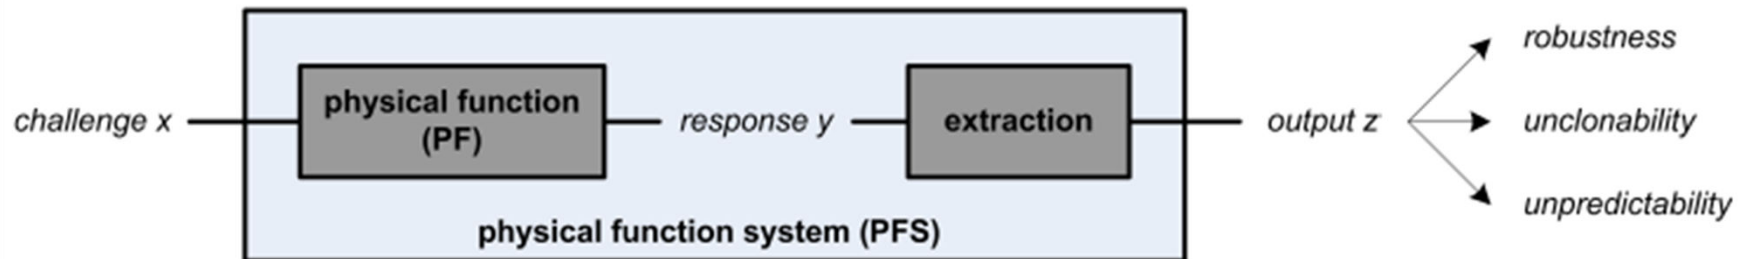 robustness
challenge x
physical function
(PF)
response y
extraction
output z
unclonability
unpredictability
physical function system (PFS)